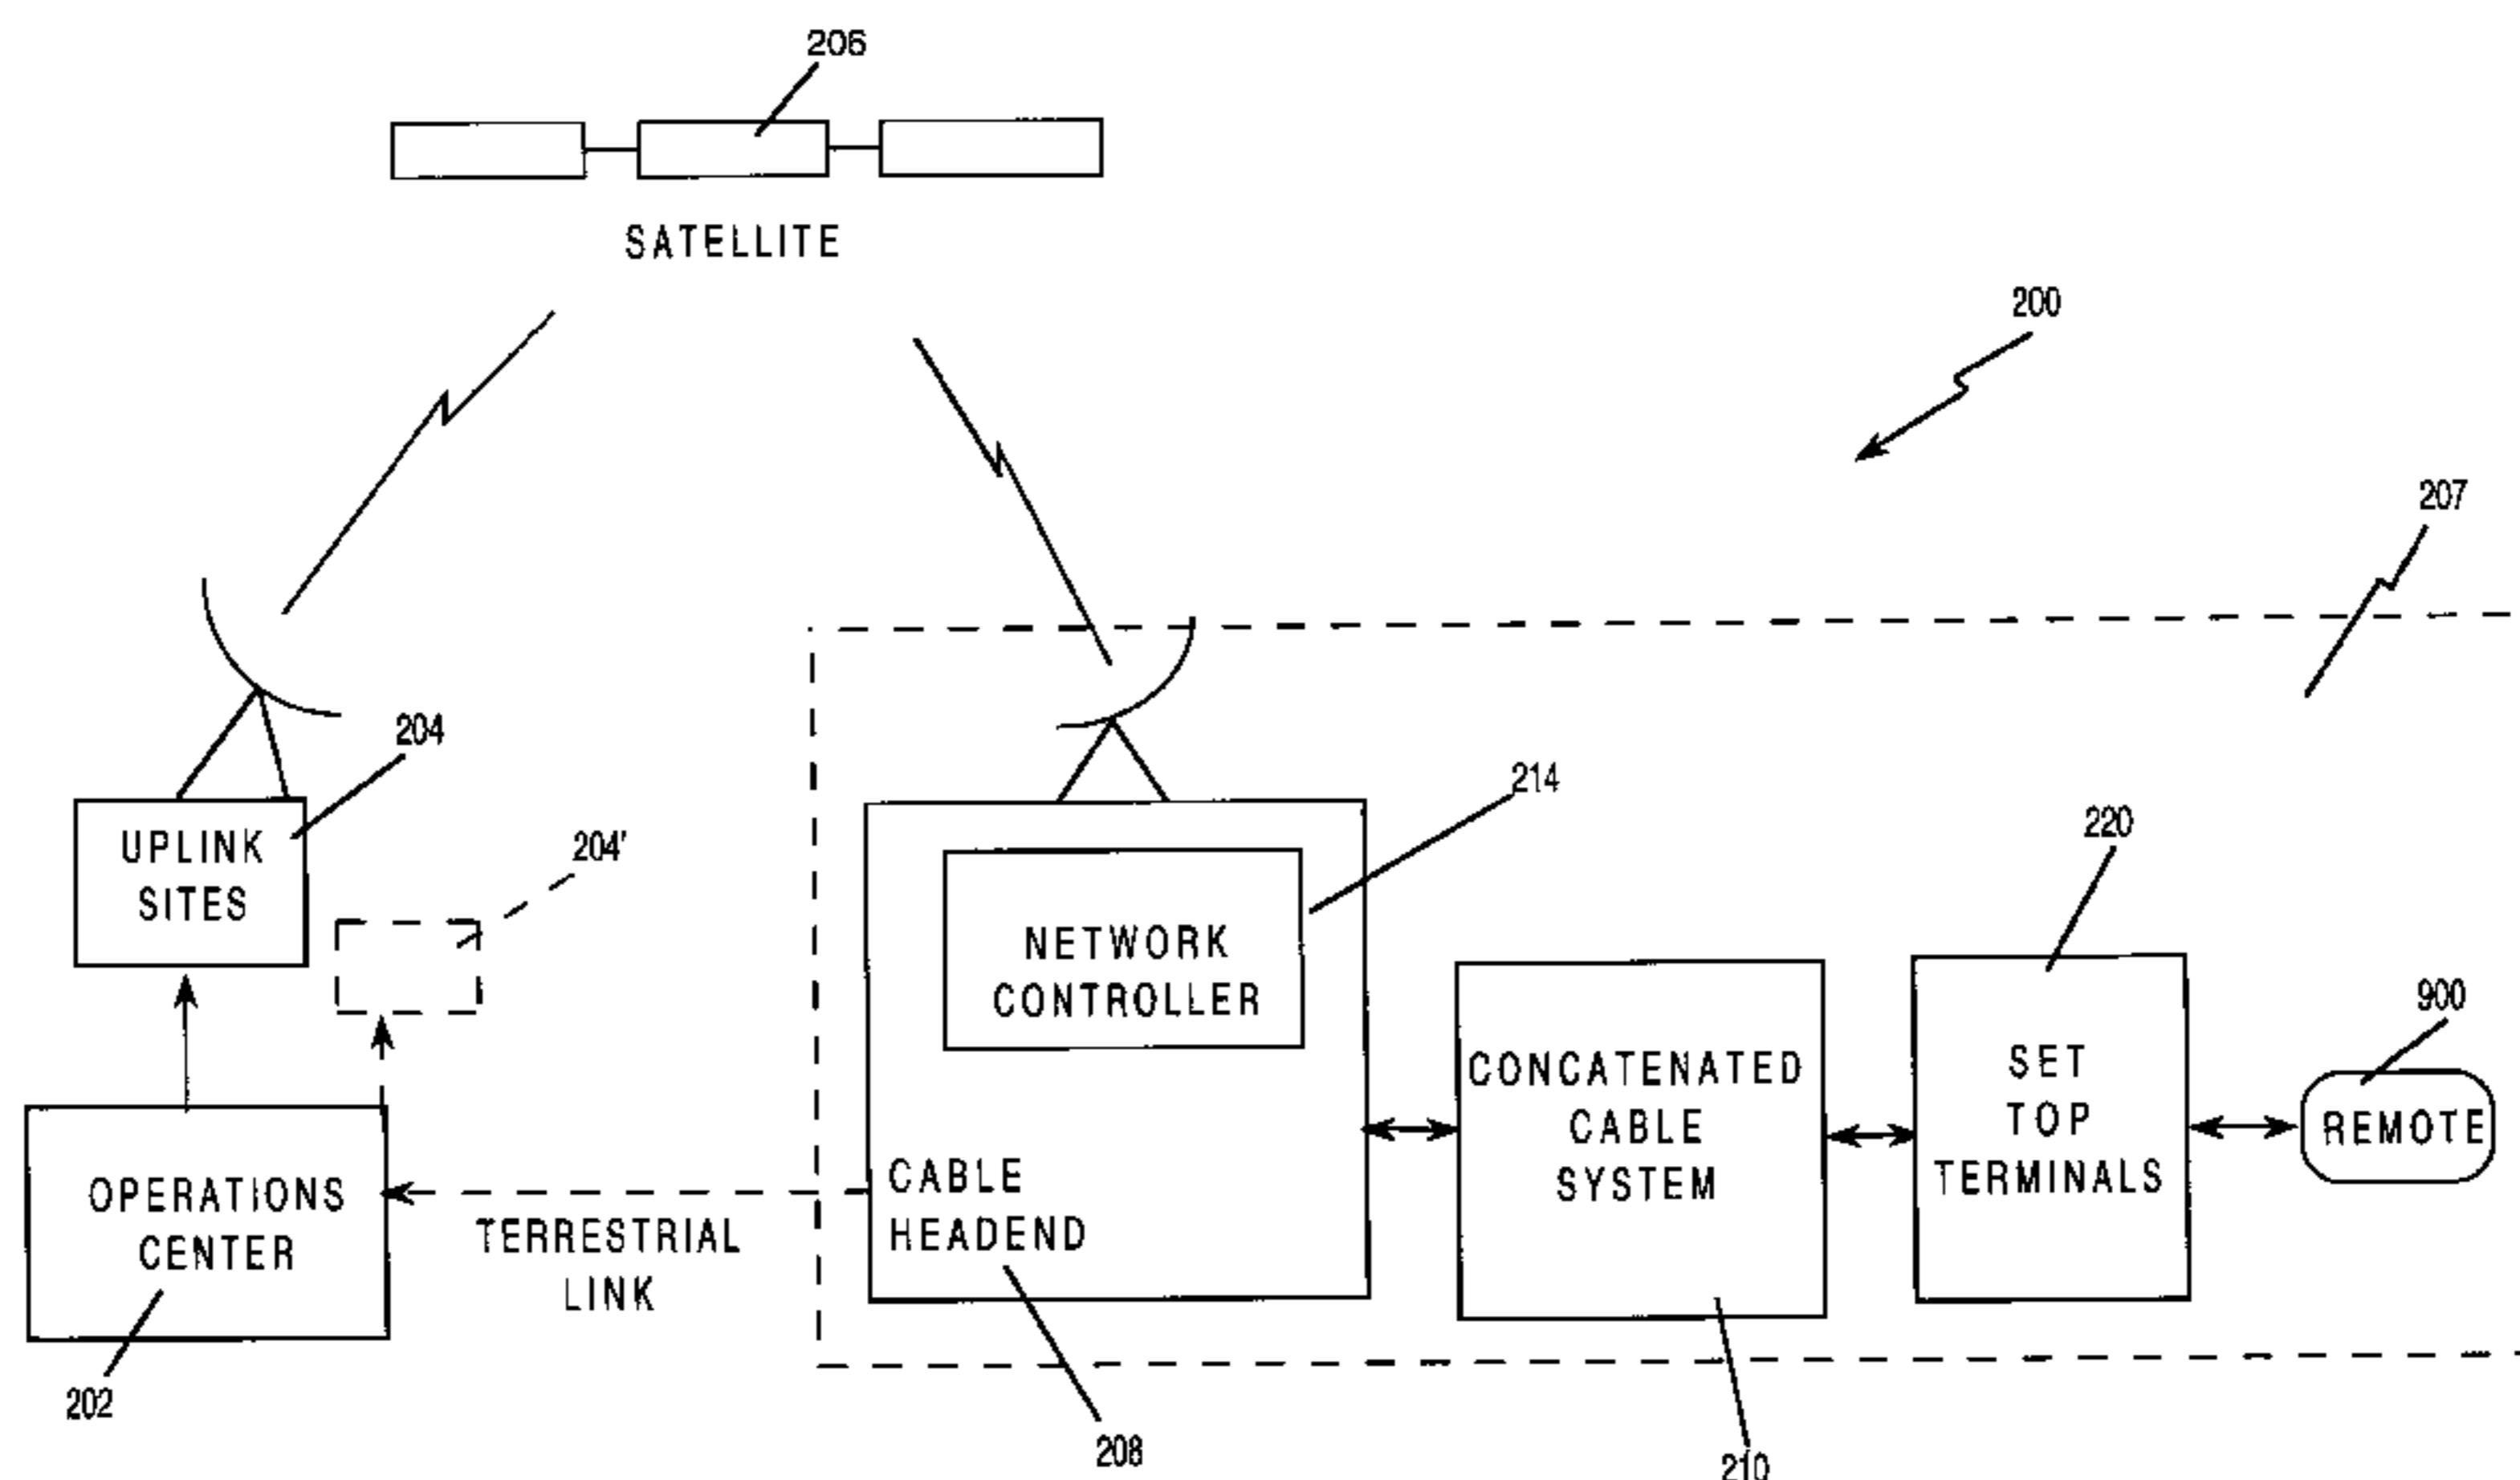 206
SATELLITE
200
207
204
UPLINK
SITES
204'
214
NETWORK
CONTROLLER
220
900
CONCATENATED
CABLE
SYSTEM
SET
TOP
TERMINALS
REMOTE
OPERATIONS
CENTER
TERRESTRIAL
LINK
CABLE
HEADEND
202
208
210